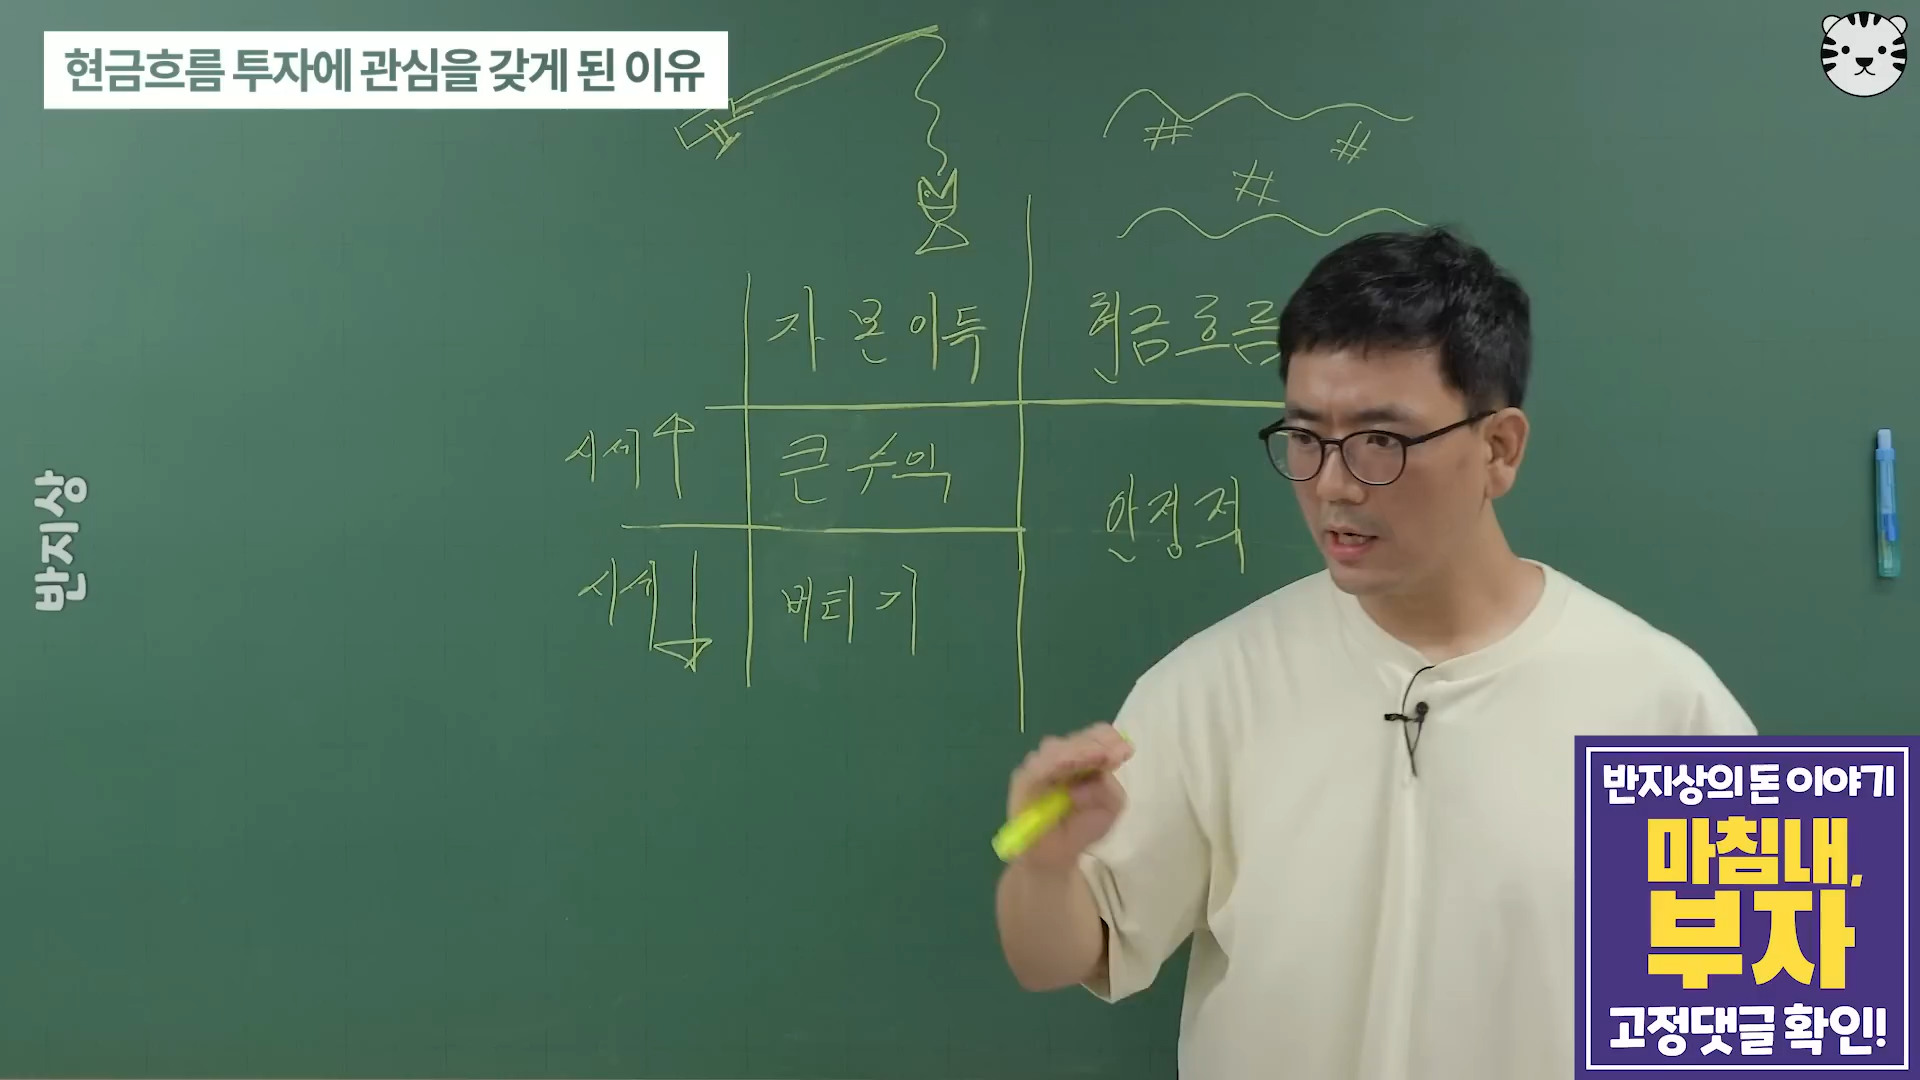 현금흐름 투자에 관심을 갖게 된 이유
자본이득
현금흐름
시세↑
큰 수익
안정적
시세↓
버티기
반지상
반지상의 돈 이야기
마침내,
부자
고정댓글 확인!